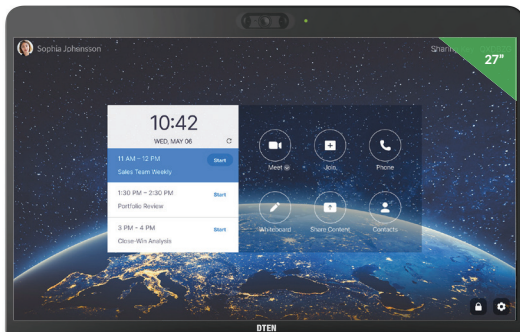 Sophia Johensson
27"
10:42
WED, MAY 06
11 AM – 12 PM
Start
Sales Team Weekly
1:30 PM – 2:30 PM
Start
Portfolio Review
3 PM – 4 PM
Start
Close-Win Analysis
Meet
Join
Phone
Whiteboard
Share Content
Contacts
DTEN